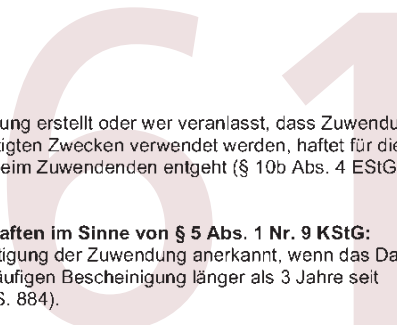 61
ung erstellt oder wer veranlasst, dass Zuwendu
tigten Zwecken verwendet werden, haftet für die
eim Zuwendenden entgeht (§ 10b Abs. 4 EStG
aften im Sinne von § 5 Abs. 1 Nr. 9 KStG:
tigung der Zuwendung anerkannt, wenn das Da
äufigen Bescheinigung länger als 3 Jahre seit
S. 884).